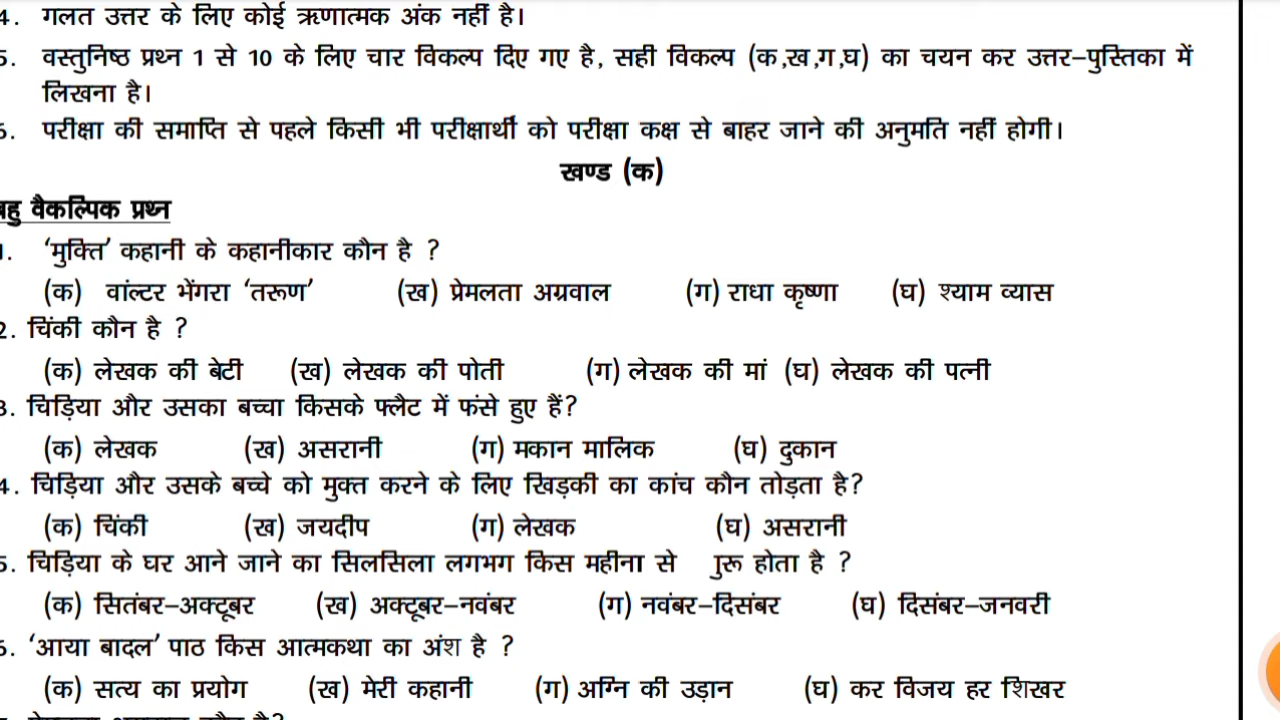 4. गलत उत्तर के लिए कोई ऋणात्मक अंक नहीं है।
5. वस्तुनिष्ठ प्रश्न 1 से 10 के लिए चार विकल्प दिए गए है, सही विकल्प (क,ख,ग,घ) का चयन कर उत्तर–पुस्तिका में
लिखना है।
6. परीक्षा की समाप्ति से पहले किसी भी परीक्षार्थी को परीक्षा कक्ष से बाहर जाने की अनुमति नहीं होगी।
खण्ड (क)
बहु वैकल्पिक प्रश्न
1. ‘मुक्ति’ कहानी के कहानीकार कौन है ?
(क) वांल्टर भेंगरा ‘तरूण’ (ख) प्रेमलता अग्रवाल (ग) राधा कृष्णा (घ) श्याम व्यास
2. चिंकी कौन है ?
(क) लेखक की बेटी (ख) लेखक की पोती (ग) लेखक की मां (घ) लेखक की पत्नी
3. चिड़िया और उसका बच्चा किसके फ्लैट में फंसे हुए हैं?
(क) लेखक (ख) असरानी (ग) मकान मालिक (घ) दुकान
4. चिड़िया और उसके बच्चे को मुक्त करने के लिए खिड़की का कांच कौन तोड़ता है?
(क) चिंकी (ख) जयदीप (ग) लेखक (घ) असरानी
5. चिड़िया के घर आने जाने का सिलसिला लगभग किस महीना से ुरू होता है ?
(क) सितंबर–अक्टूबर (ख) अक्टूबर–नवंबर (ग) नवंबर–दिसंबर (घ) दिसंबर–जनवरी
6. ‘आया बादल’ पाठ किस आत्मकथा का अंश है ?
(क) सत्य का प्रयोग (ख) मेरी कहानी (ग) अग्नि की उड़ान (घ) कर विजय हर शिखर